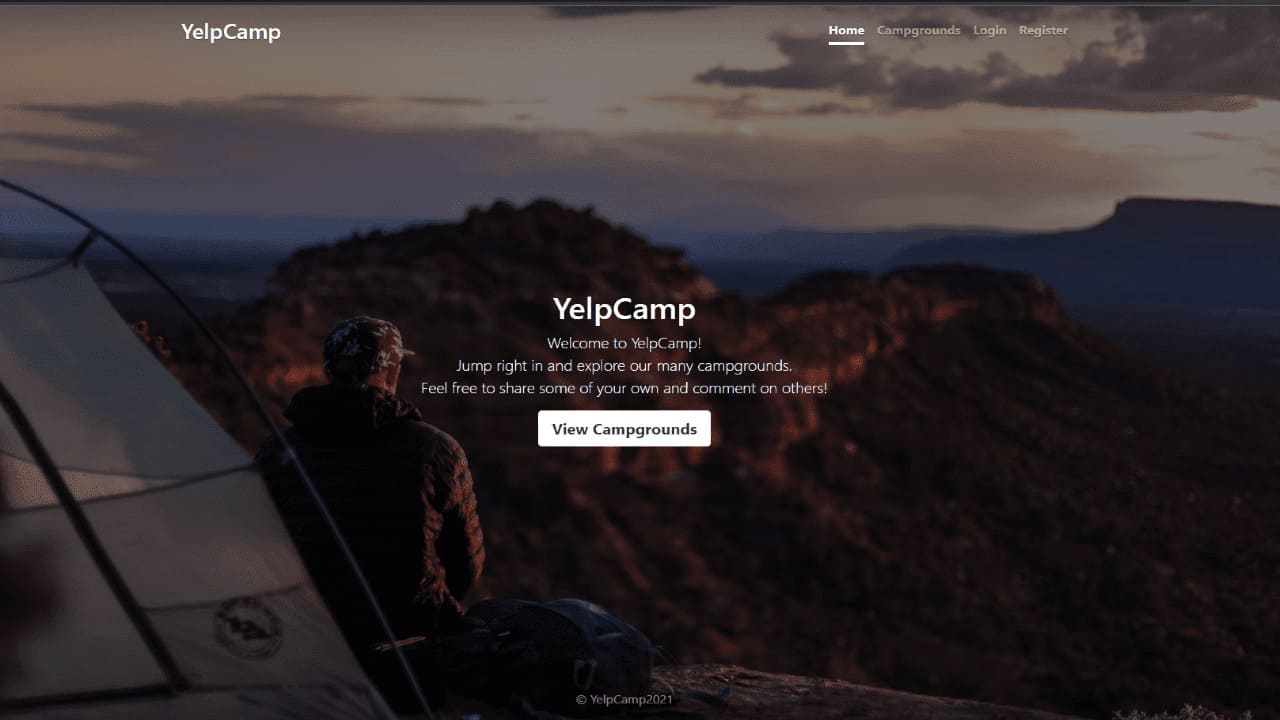 YelpCamp
Home Campgrounds Login Register
YelpCamp
Welcome to YelpCamp!
Jump right in and explore our many campgrounds.
Feel free to share some of your own and comment on others!
View Campgrounds
© YelpCamp2021